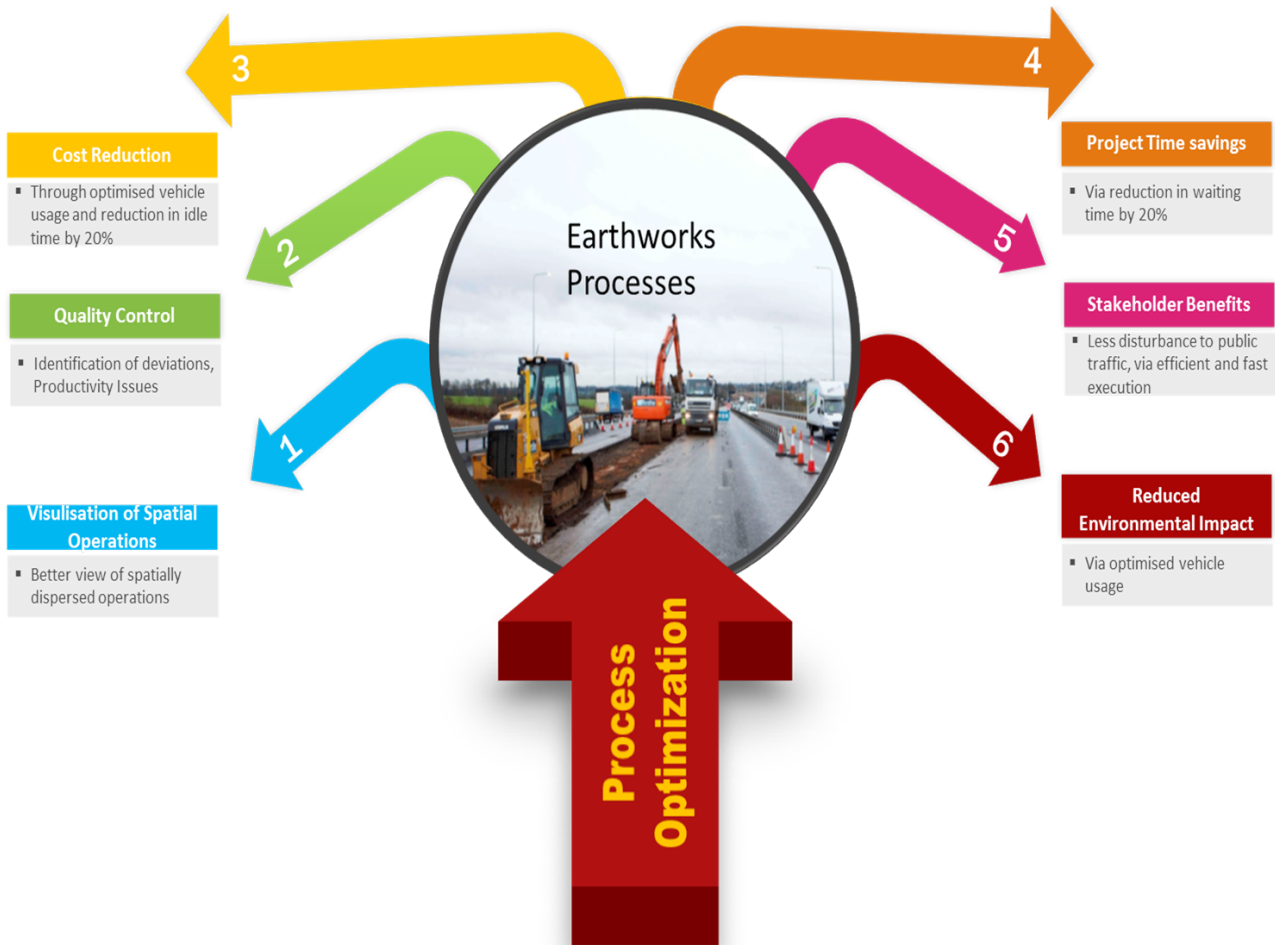 3
4
Cost Reduction
▪ Through optimised vehicle
usage and reduction in idle
time by 20%
Project Time savings
▪ Via reduction in waiting
time by 20%
Earthworks
Processes
2
5
Quality Control
▪ Identification of deviations,
Productivity Issues
Stakeholder Benefits
▪ Less disturbance to public
traffic, via efficient and fast
execution
1
6
Visulisation of Spatial
Operations
▪ Better view of spatially
dispersed operations
Reduced
Environmental Impact
▪ Via optimised vehicle
usage
Process
Optimization